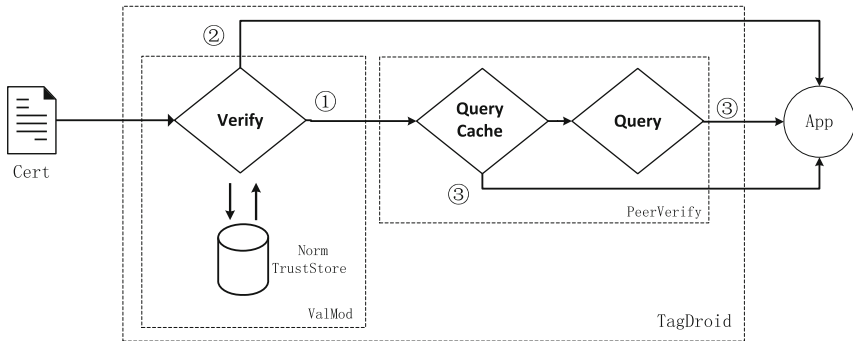 ②
①
Verify
Query
Cache
Query
③
App
Cert
③
PeerVerify
Norm
TrustStore
ValMod
TagDroid